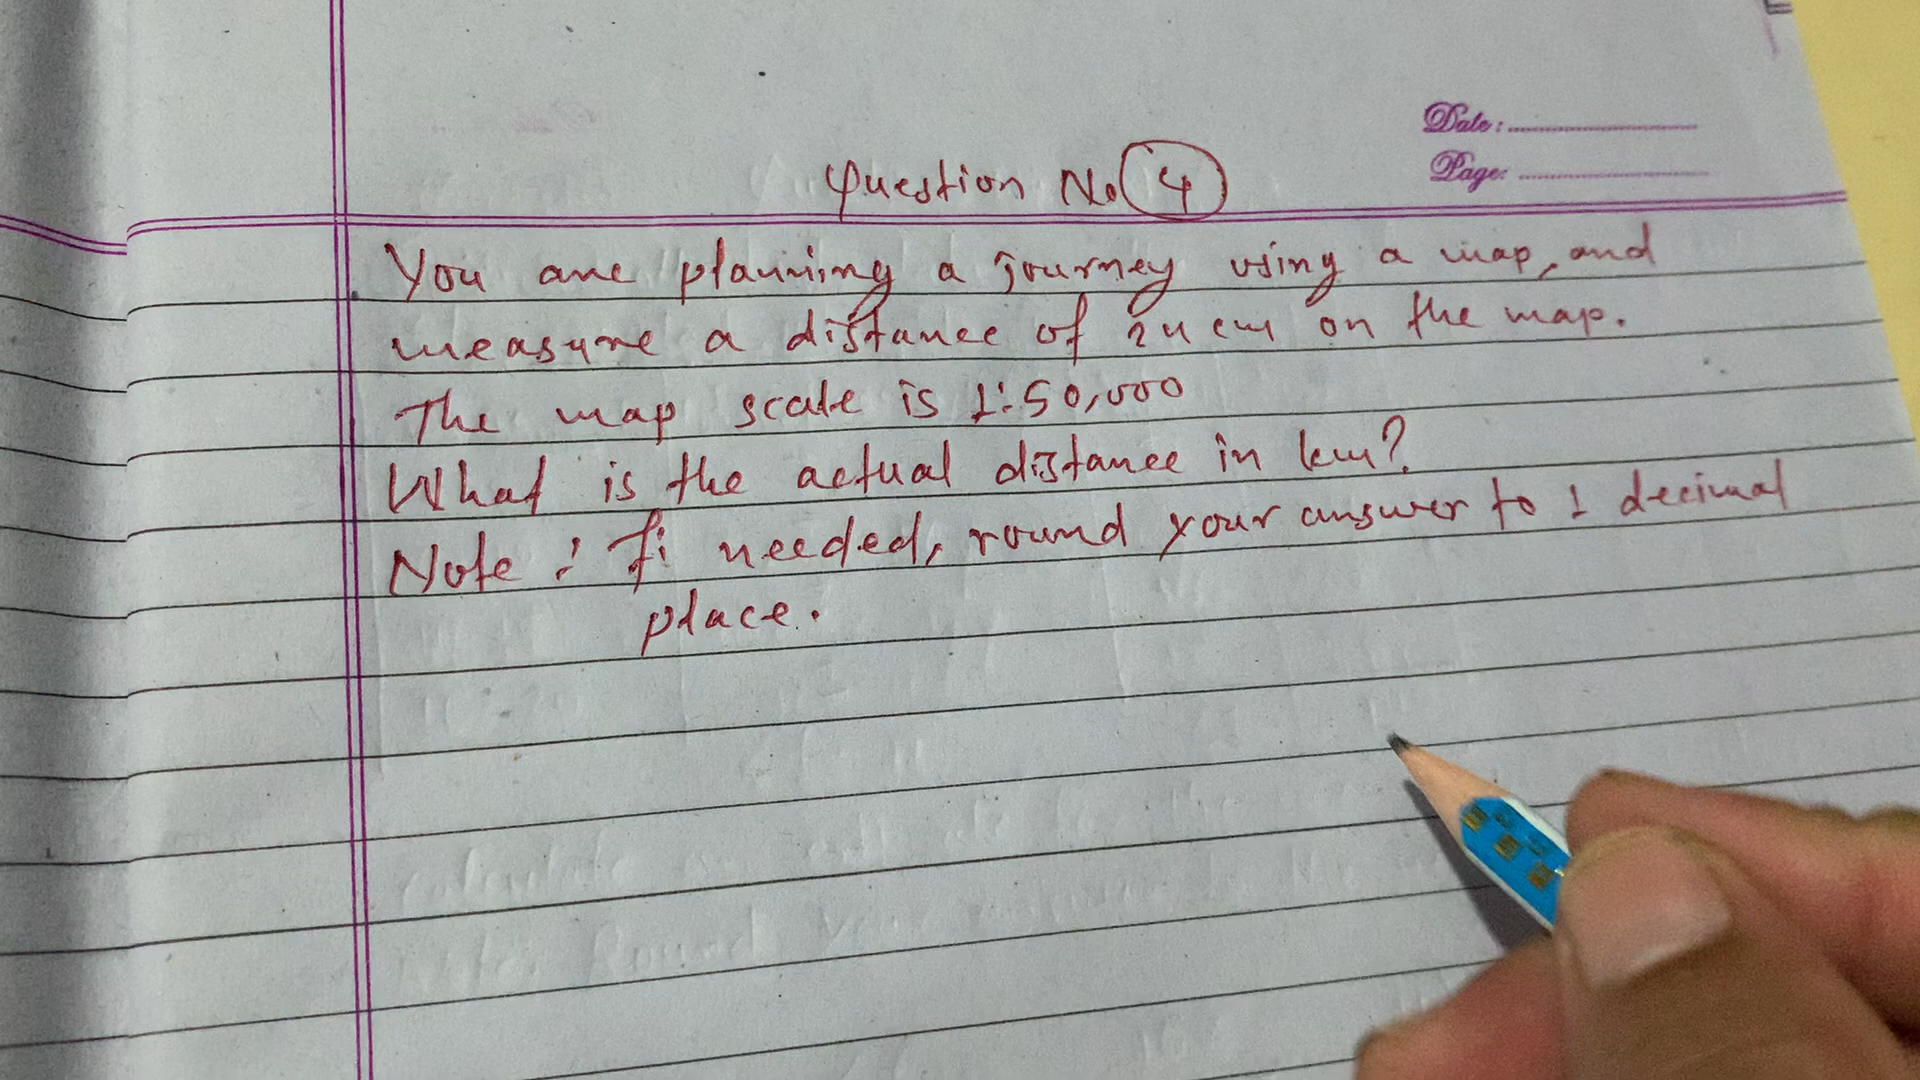 Date:
Page:
Question No 4
You are planning a journey using a map, and
measure a distance of 24 cm on the map.
The map scale is 1:50,000
What is the actual distance in km?
Note: If needed, round your answer to 1 decimal
place.